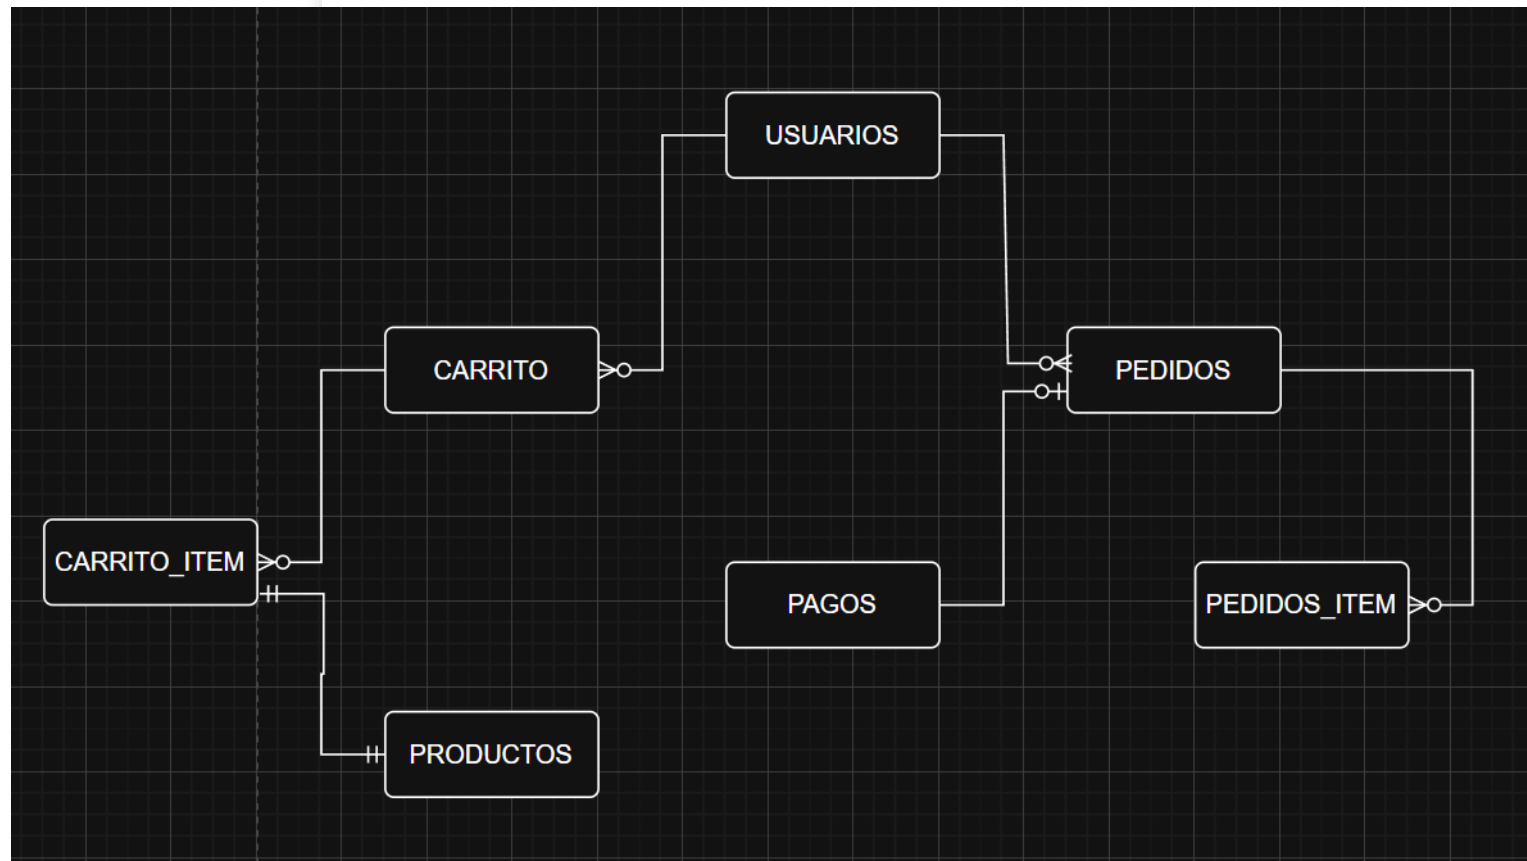 USUARIOS
CARRITO
PEDIDOS
CARRITO_ITEM
PAGOS
PEDIDOS_ITEM
PRODUCTOS